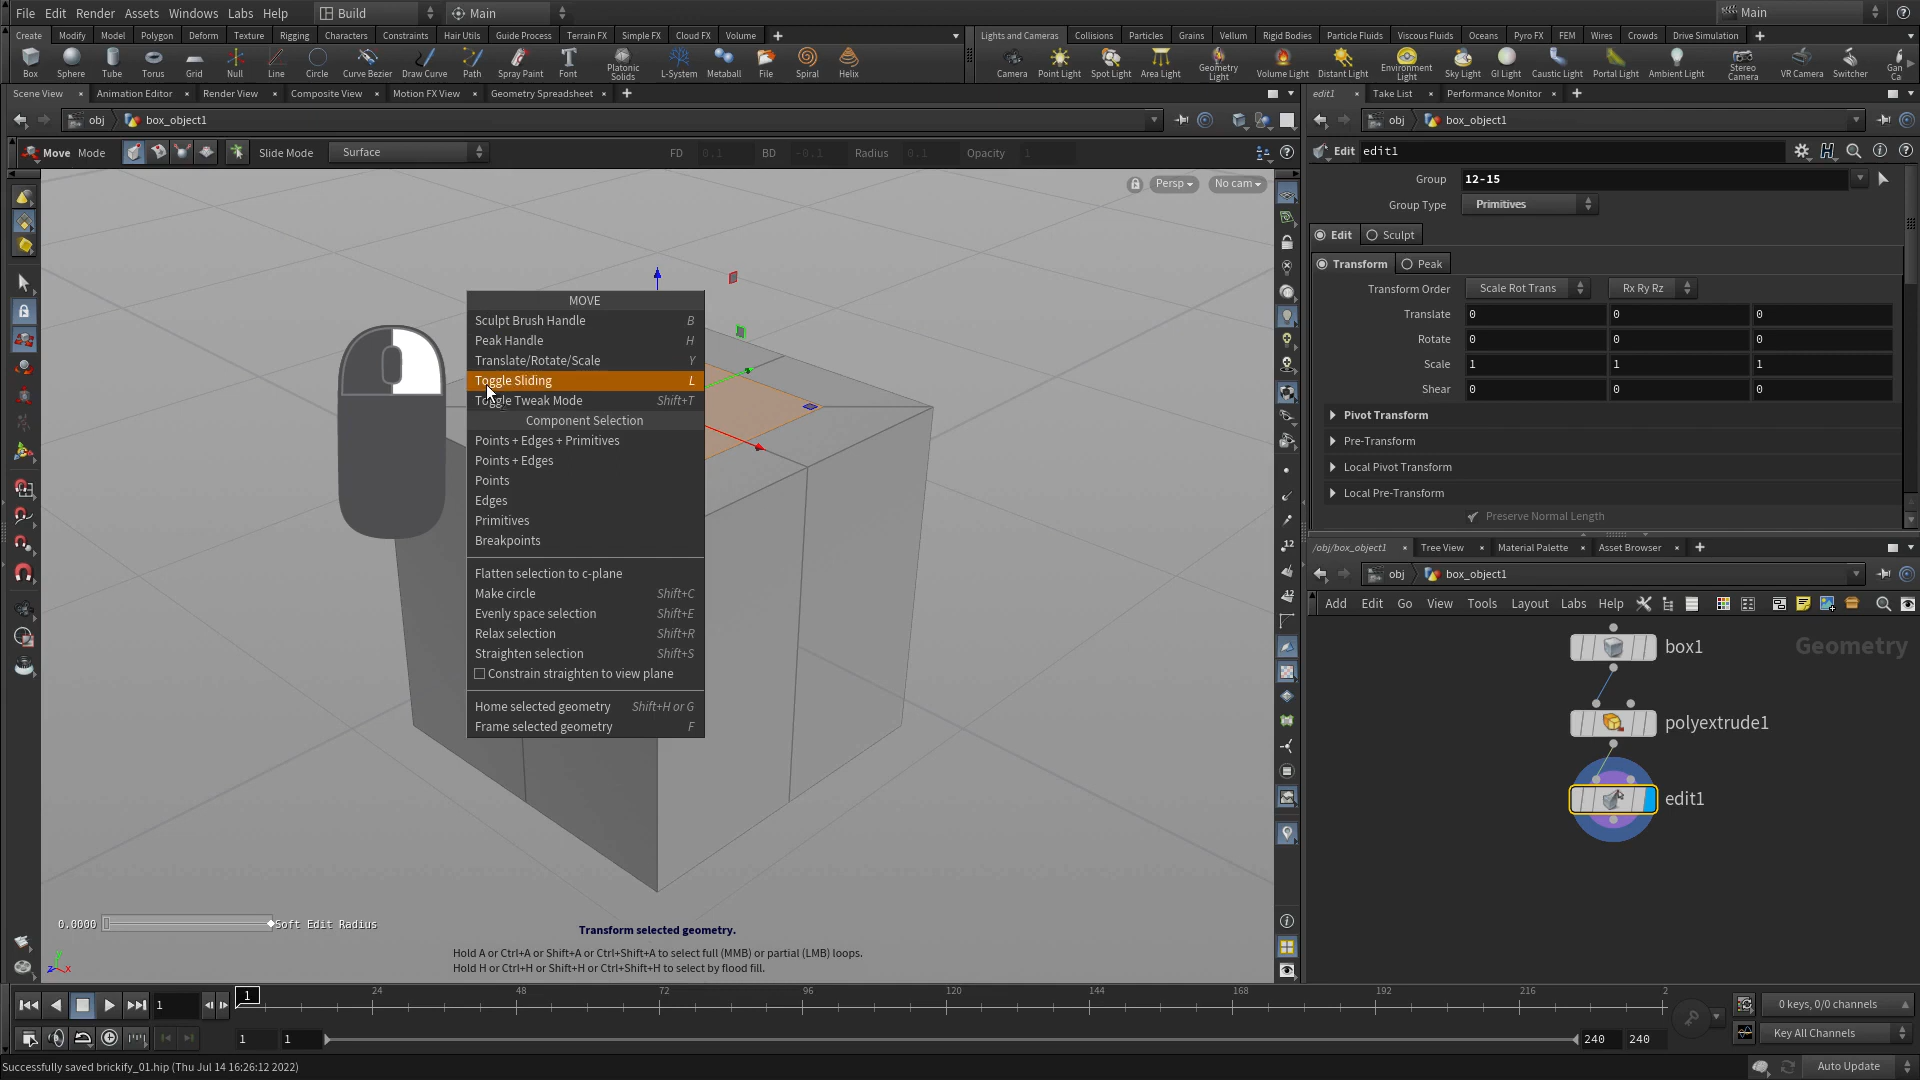 File Edit Render Assets Windows Labs Help Build Main Main
Create Modify Model Polygon Deform Texture Rigging Characters Constraints Hair Utils Guide Process Terrain FX Simple FX Cloud FX Volume
Lights and Cameras Collisions Particles Grains Vellum Rigid Bodies Particle Fluids Viscous Fluids Oceans Pyro FX FEM Wires Crowds Drive Simulation
Box Sphere Tube Torus Grid Null Line Circle Curve Bezier Draw Curve Path Spray Paint Font Platonic Solids L-System Metaball File Spiral Helix
Camera Point Light Spot Light Area Light Geometry Light Volume Light Distant Light Environment Light Sky Light GI Light Caustic Light Portal Light Ambient Light Stereo Camera VR Camera Switcher Gan Ca
Scene View Animation Editor Render View Composite View Motion FX View Geometry Spreadsheet
edit1 Take List Performance Monitor
obj box_object1
obj box_object1
Move Mode Slide Mode Surface FD 0.1 BD -0.1 Radius 0.1 Opacity 1
Edit edit1
Persp No cam
Group 12-15
Group Type Primitives
Edit Sculpt
Transform Peak
Transform Order Scale Rot Trans Rx Ry Rz
Translate 0 0 0
Rotate 0 0 0
Scale 1 1 1
Shear 0 0 0
Pivot Transform
Pre-Transform
Local Pivot Transform
Local Pre-Transform
Preserve Normal Length
MOVE
Sculpt Brush Handle B
Peak Handle H
Translate/Rotate/Scale Y
Toggle Sliding L
Toggle Tweak Mode Shift+T
Component Selection
Points + Edges + Primitives
Points + Edges
Points
Edges
Primitives
Breakpoints
Flatten selection to c-plane
Make circle Shift+C
Evenly space selection Shift+E
Relax selection Shift+R
Straighten selection Shift+S
Constrain straighten to view plane
Home selected geometry Shift+H or G
Frame selected geometry F
12
12
/obj/box_object1 Tree View Material Palette Asset Browser
obj box_object1
Add Edit Go View Tools Layout Labs Help
Geometry
box1
polyextrude1
edit1
0.0000 Soft Edit Radius
Transform selected geometry.
Hold A or Ctrl+A or Shift+A or Ctrl+Shift+A to select full (MMB) or partial (LMB) loops.
Hold H or Ctrl+H or Shift+H or Ctrl+Shift+H to select by flood fill.
z y x
1 1 24 48 72 96 120 144 168 192 216 2
0 keys, 0/0 channels
1 1 240 240
Key All Channels
Successfully saved brickify_01.hip (Thu Jul 14 16:26:12 2022)
Auto Update